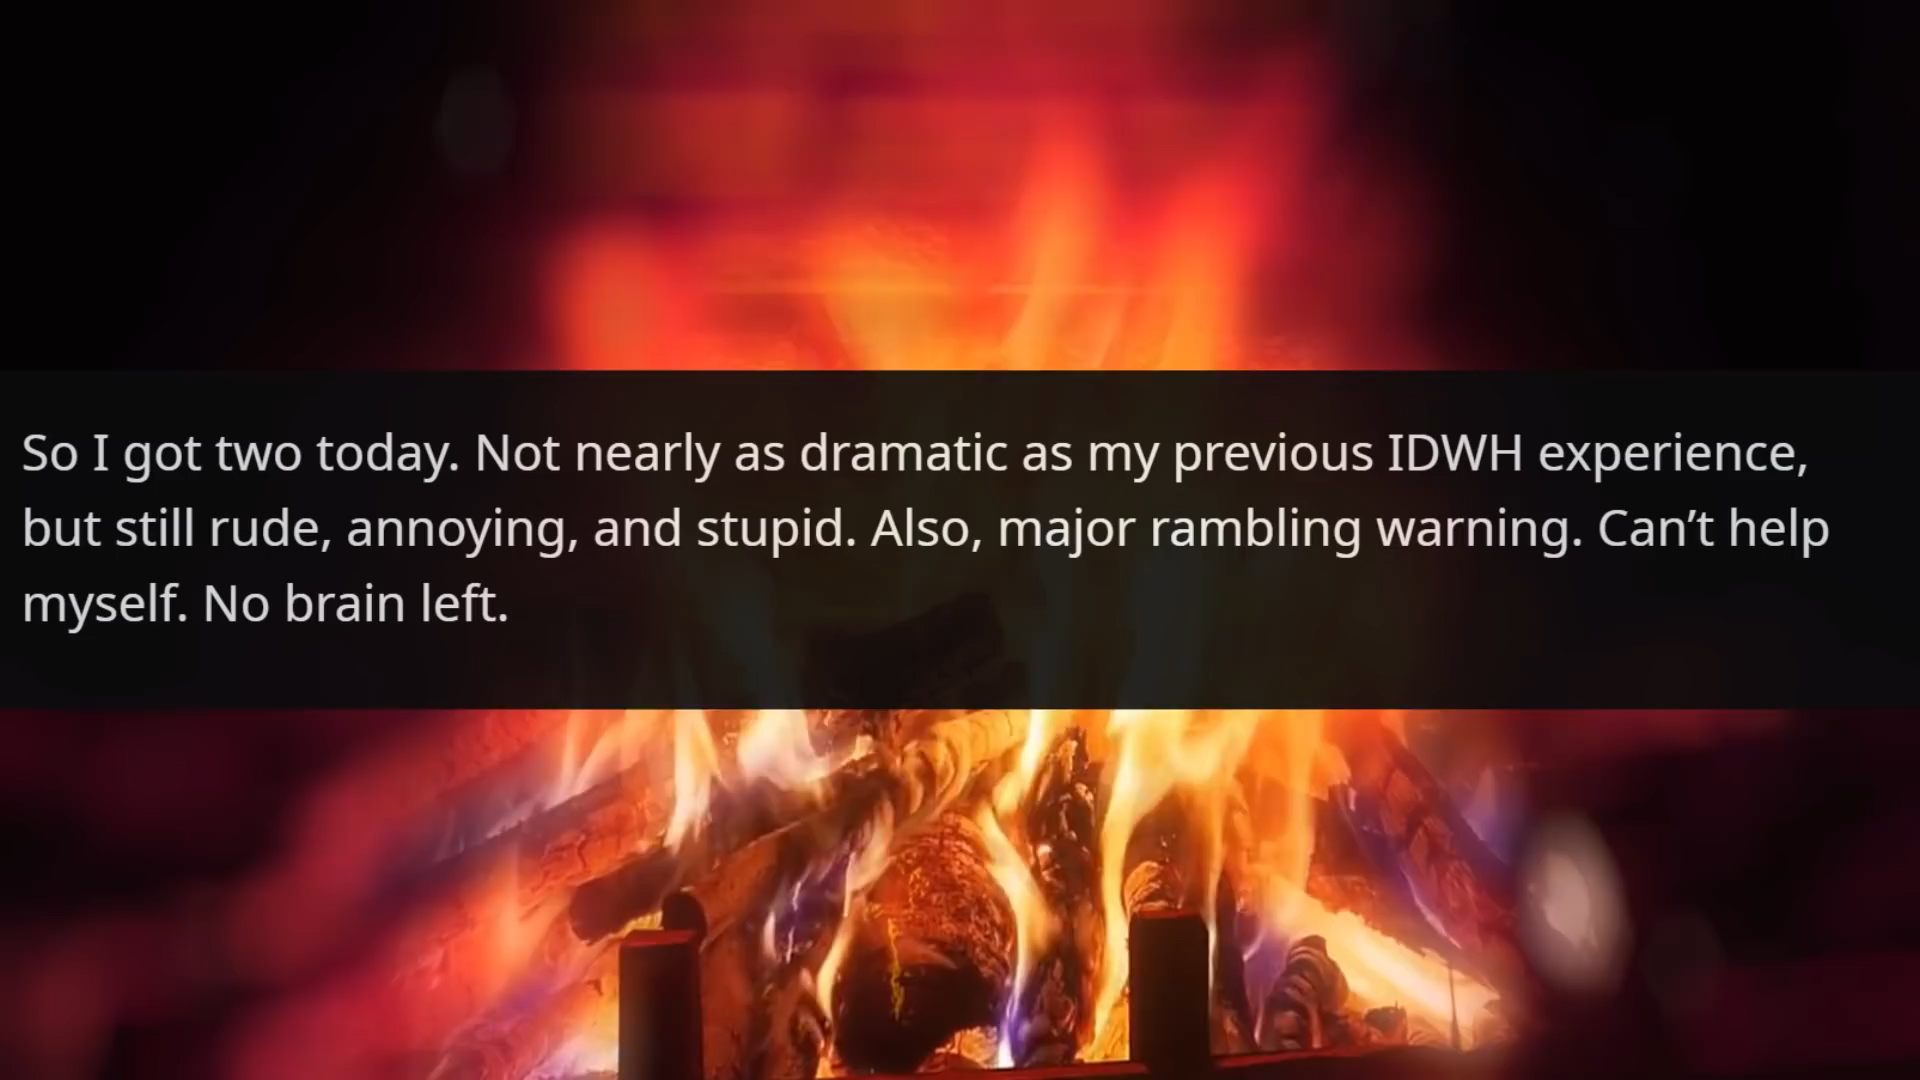 So I got two today. Not nearly as dramatic as my previous IDWH experience,
but still rude, annoying, and stupid. Also, major rambling warning. Can’t help
myself. No brain left.